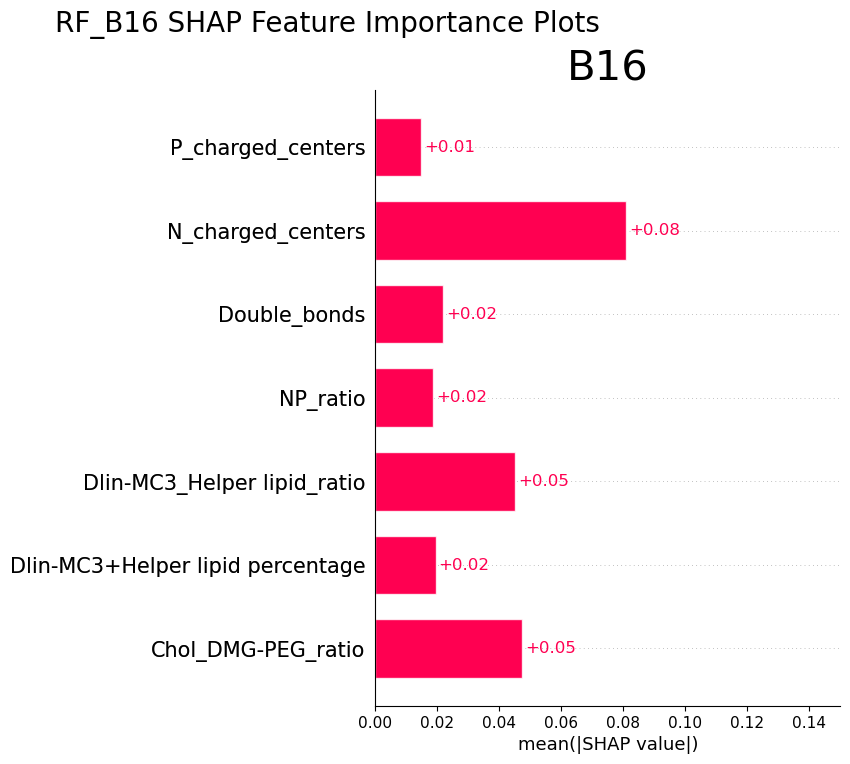 RF_B16 SHAP Feature Importance Plots
B16
P_charged_centers
+0.01
N_charged_centers
+0.08
Double_bonds
+0.02
NP_ratio
+0.02
Dlin-MC3_Helper lipid_ratio
+0.05
Dlin-MC3+Helper lipid percentage
+0.02
Chol_DMG-PEG_ratio
+0.05
0.00 0.02 0.04 0.06 0.08 0.10 0.12 0.14
mean(|SHAP value|)